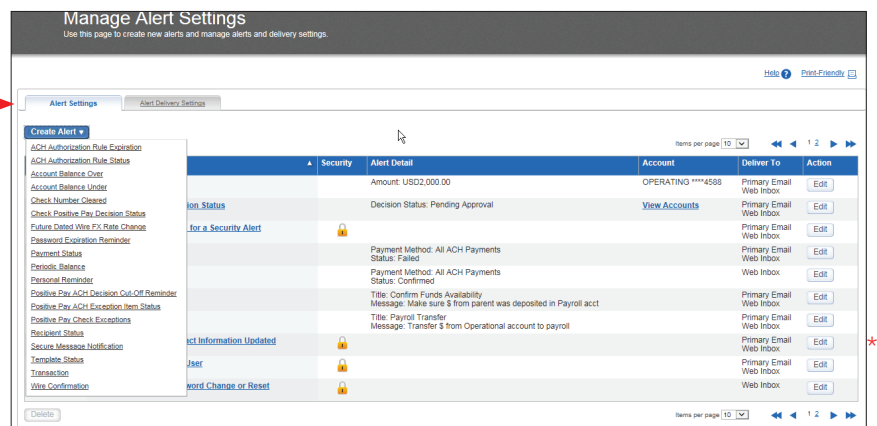 Manage Alert Settings
Use this page to create new alerts and manage alerts and delivery settings.
Help ? Print-Friendly
Alert Settings Alert Delivery Settings
Create Alert
Items per page 10 1 2
ACH Authorization Rule Expiration
ACH Authorization Rule Status
Account Balance Over
Account Balance Under
Check Number Cleared
Check Positive Pay Decision Status
Future Dated Wire FX Rate Change
Password Expiration Reminder
Payment Status
Periodic Balance
Personal Reminder
Positive Pay ACH Decision Cut-Off Reminder
Positive Pay ACH Exception Item Status
Positive Pay Check Exceptions
Recipient Status
Secure Message Notification
Template Status
Transaction
Wire Confirmation
Security Alert Detail Account Deliver To Action
Amount: USD2,000.00 OPERATING ****4588 Primary Email Edit
Web Inbox
ion Status Decision Status: Pending Approval View Accounts Primary Email Edit
Web Inbox
for a Security Alert Primary Email Edit
Web Inbox
Payment Method: All ACH Payments Primary Email Edit
Status: Failed Web Inbox
Payment Method: All ACH Payments Web Inbox Edit
Status: Confirmed
Title: Confirm Funds Availability Primary Email Edit
Message: Make sure $ from parent was deposited in Payroll acct Web Inbox
Title: Payroll Transfer Primary Email Edit
Message: Transfer $ from Operational account to payroll Web Inbox
act Information Updated Primary Email Edit *
Web Inbox
User Primary Email Edit
Web Inbox
word Change or Reset Web Inbox Edit
Delete Items per page 10 1 2